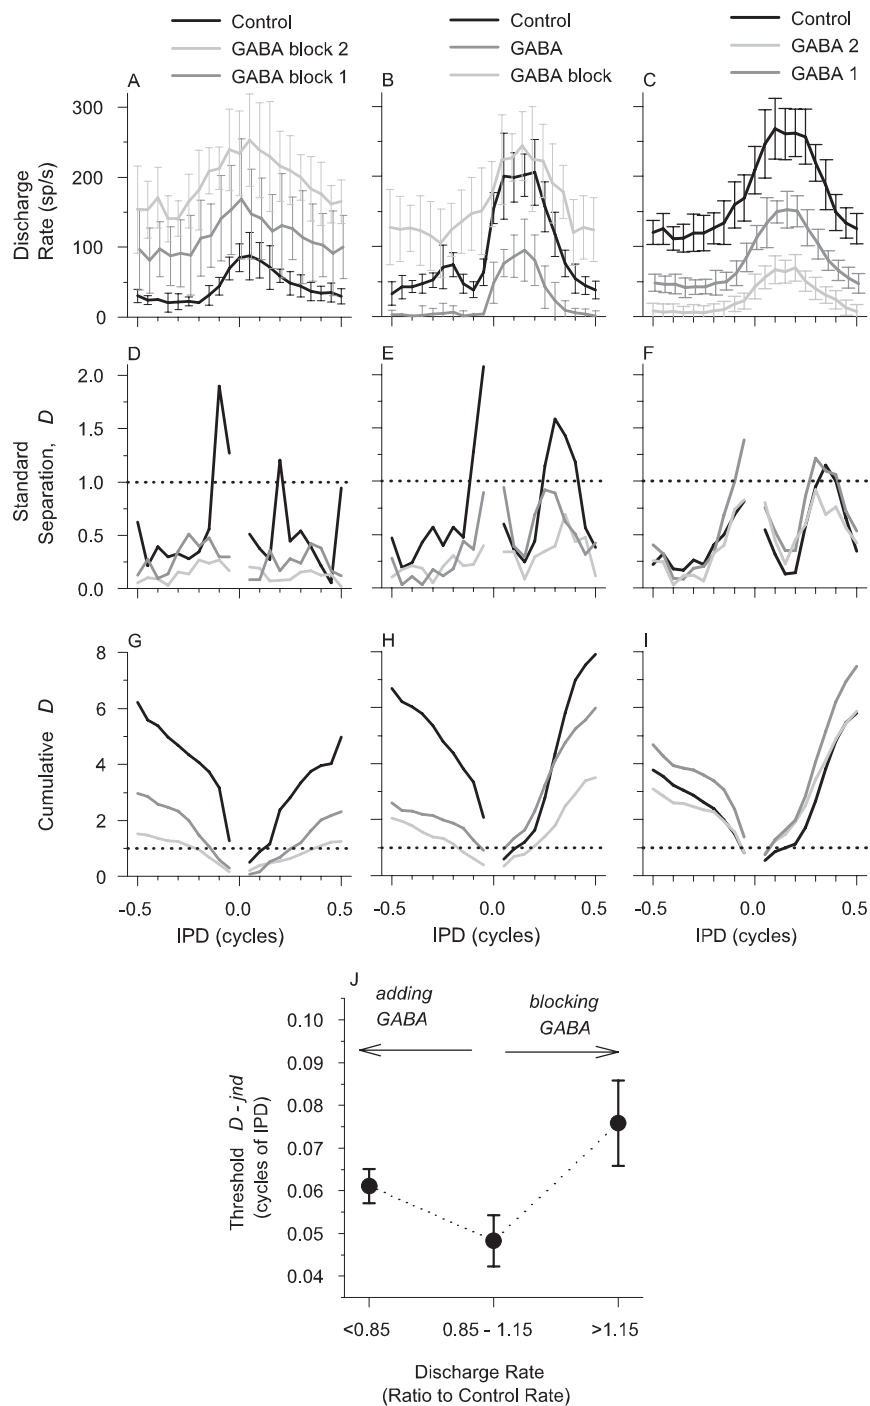 Control
GABA block 2
GABA block 1
Control
GABA
GABA block
Control
GABA 2
GABA 1
A
B
C
Discharge
Rate (sp/s)
300
200
100
0
D
E
F
Standard
Separation, D
2.0
1.5
1.0
0.5
0.0
G
H
I
Cumulative D
8
6
4
2
0
-0.5 0.0 0.5
-0.5 0.0 0.5
-0.5 0.0 0.5
IPD (cycles)
IPD (cycles)
IPD (cycles)
J
adding
GABA
blocking
GABA
Threshold D - jnd
(cycles of IPD)
0.10
0.09
0.08
0.07
0.06
0.05
0.04
<0.85 0.85 - 1.15 >1.15
Discharge Rate
(Ratio to Control Rate)